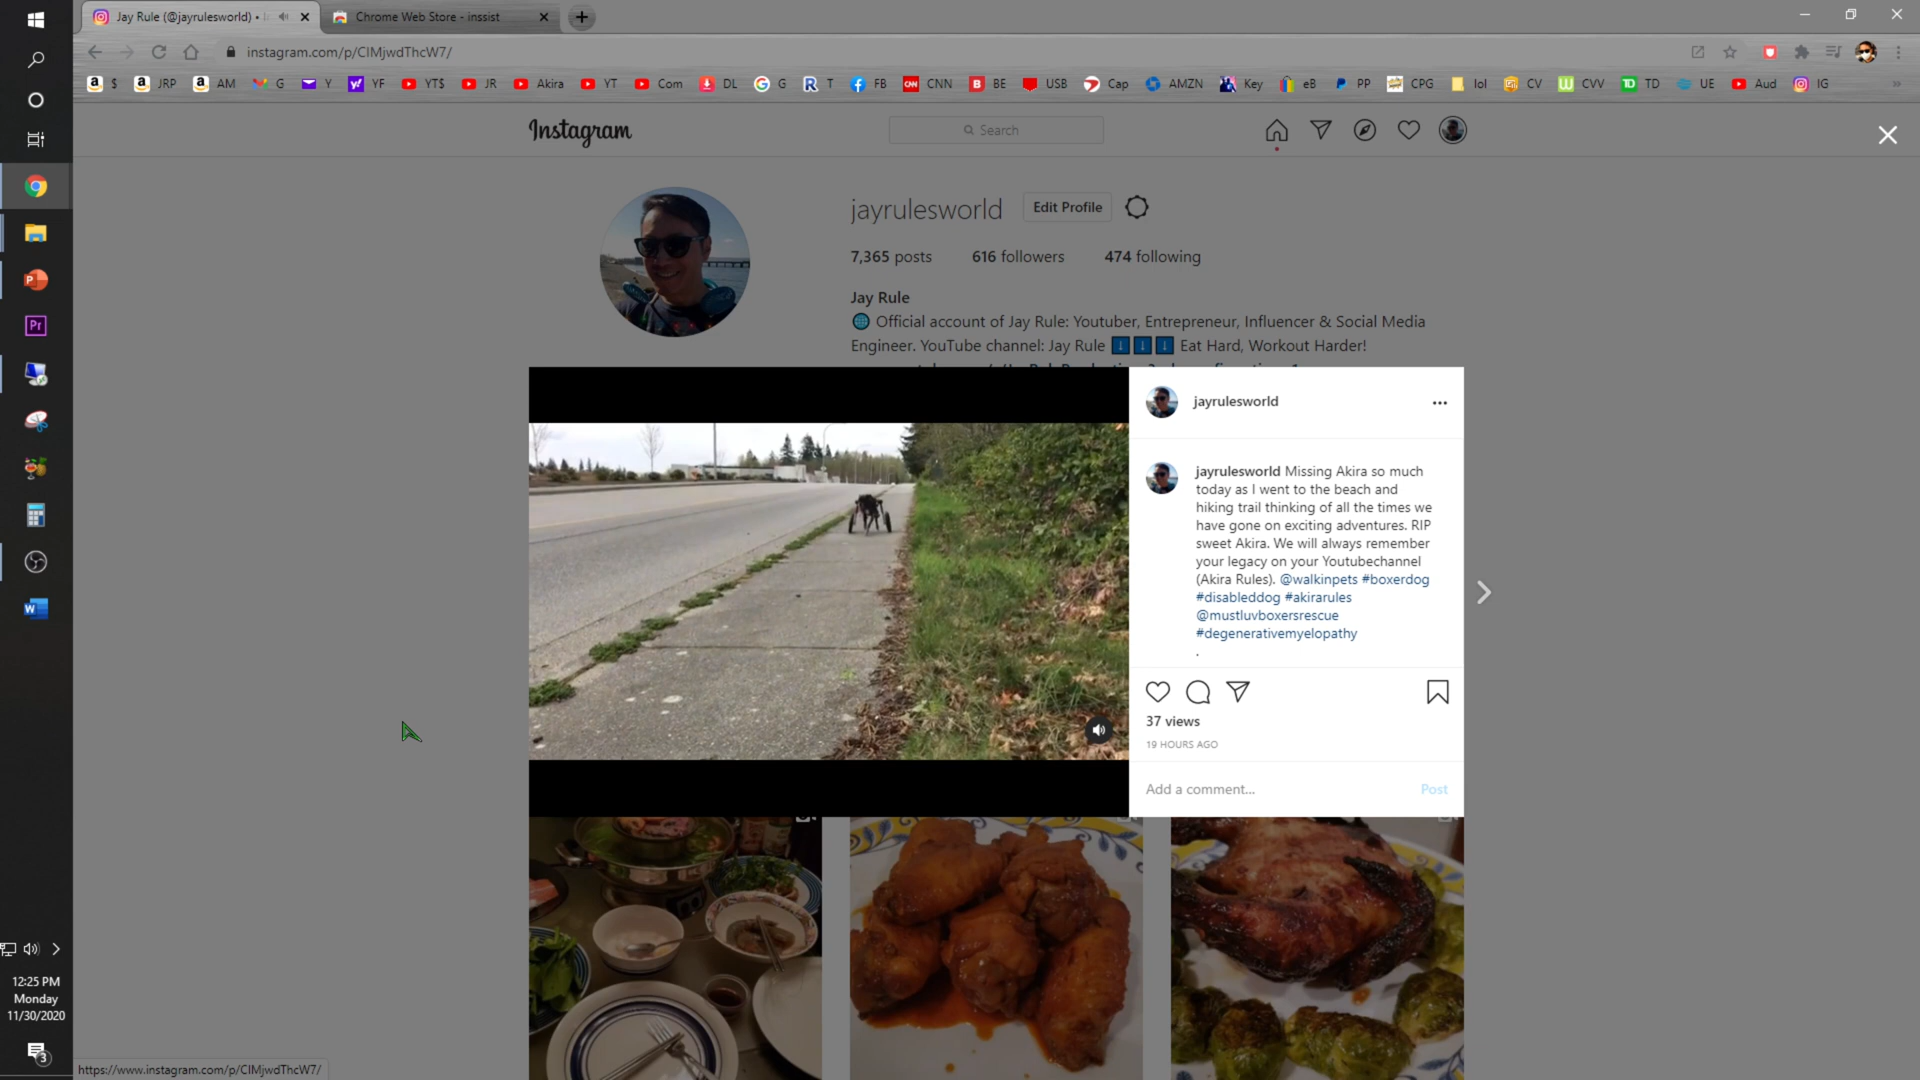 Jay Rule (@jayrulesworld) •
Chrome Web Store - inssist
instagram.com/p/CIMjwdThcW7/
$ JRP AM G Y YF YT$ JR Akira YT Com DL G T FB CNN BE USB Cap AMZN Key eB PP CPG lol CV CVV TD UE Aud IG
Instagram
Search
jayrulesworld Edit Profile
7,365 posts 616 followers 474 following
Jay Rule
Official account of Jay Rule: Youtuber, Entrepreneur, Influencer & Social Media
Engineer. YouTube channel: Jay Rule ⬇️⬇️⬇️ Eat Hard, Workout Harder!
jayrulesworld
jayrulesworld Missing Akira so much
today as I went to the beach and
hiking trail thinking of all the times we
have gone on exciting adventures. RIP
sweet Akira. We will always remember
your legacy on your Youtubechannel
(Akira Rules). @walkinpets #boxerdog
#disableddog #akirarules
@mustluvboxersrescue
#degenerativemyelopathy
.
37 views
19 HOURS AGO
Add a comment... Post
12:25 PM
Monday
11/30/2020
3
https://www.instagram.com/p/CIMjwdThcW7/